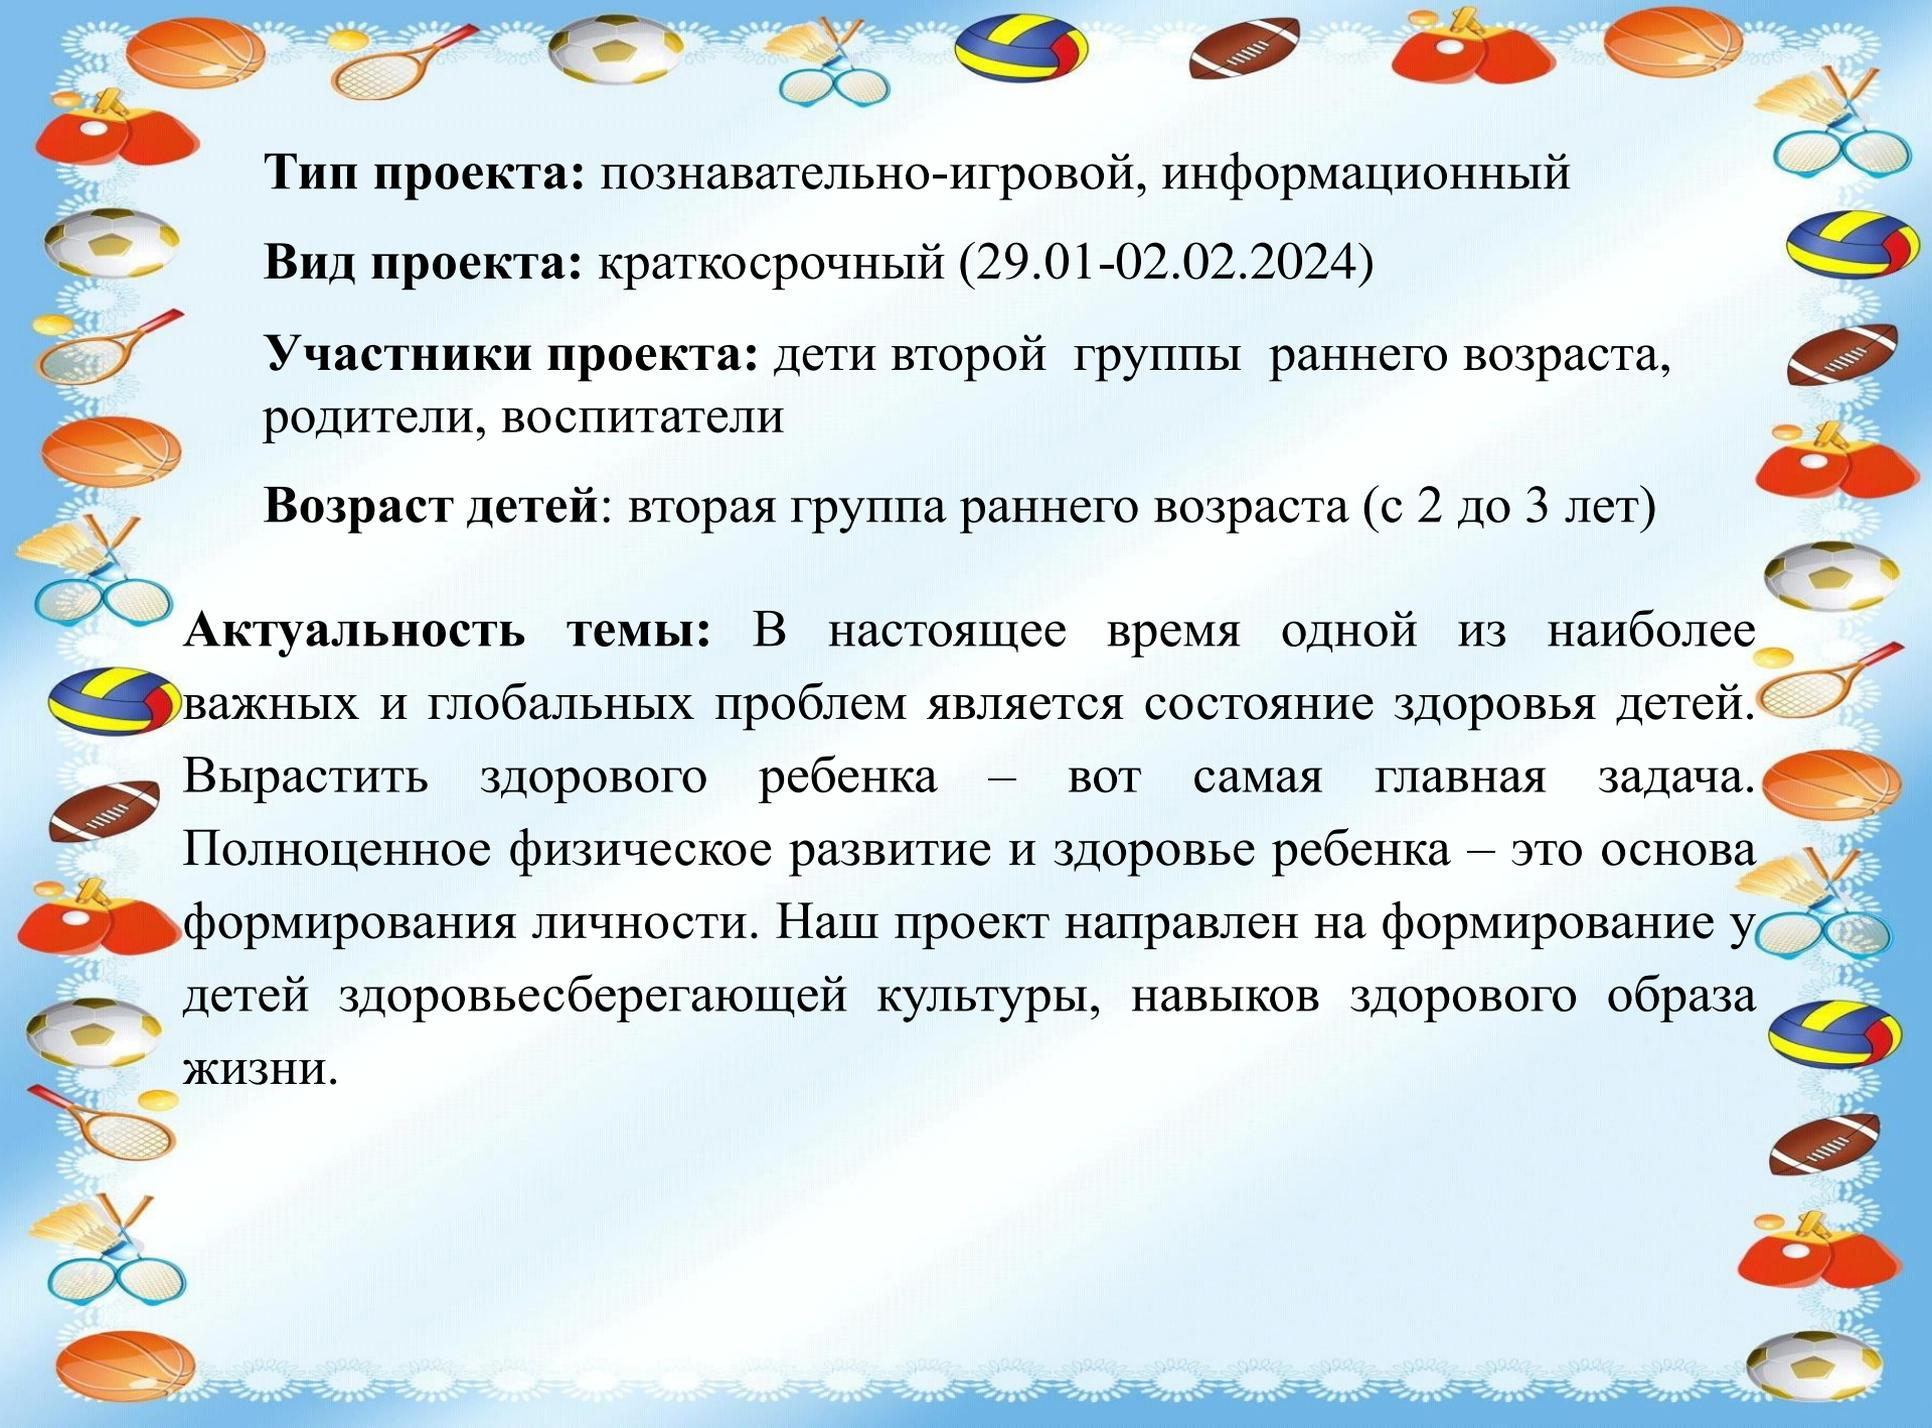 Тип проекта: познавательно-игровой, информационный
Вид проекта: краткосрочный (29.01-02.02.2024)
Участники проекта: дети второй группы раннего возраста,
родители, воспитатели
Возраст детей: вторая группа раннего возраста (с 2 до 3 лет)
Актуальность темы: В настоящее время одной из наиболее
важных и глобальных проблем является состояние здоровья детей.
Вырастить здорового ребенка – вот самая главная задача.
Полноценное физическое развитие и здоровье ребенка – это основа
формирования личности. Наш проект направлен на формирование у
детей здоровьесберегающей культуры, навыков здорового образа
жизни.